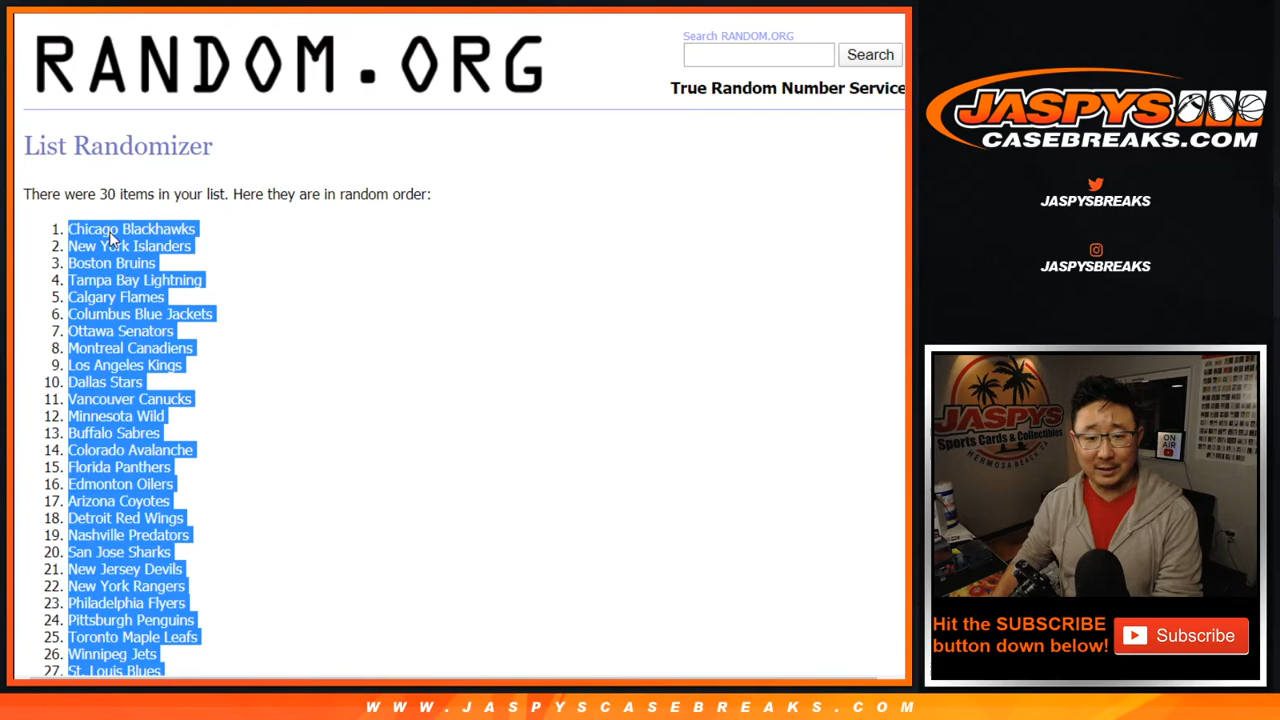 RANDOM.ORG
Search RANDOM.ORG
Search
True Random Number Service
List Randomizer
There were 30 items in your list. Here they are in random order:
1. Chicago Blackhawks
2. New York Islanders
3. Boston Bruins
4. Tampa Bay Lightning
5. Calgary Flames
6. Columbus Blue Jackets
7. Ottawa Senators
8. Montreal Canadiens
9. Los Angeles Kings
10. Dallas Stars
11. Vancouver Canucks
12. Minnesota Wild
13. Buffalo Sabres
14. Colorado Avalanche
15. Florida Panthers
16. Edmonton Oilers
17. Arizona Coyotes
18. Detroit Red Wings
19. Nashville Predators
20. San Jose Sharks
21. New Jersey Devils
22. New York Rangers
23. Philadelphia Flyers
24. Pittsburgh Penguins
25. Toronto Maple Leafs
26. Winnipeg Jets
27. St. Louis Blues
JASPYS
CASEBREAKS.COM
JASPYSBREAKS
JASPYSBREAKS
JASPYS
Sports Cards & Collectibles
HERMOSA BEACH, CA
ON
AIR
Hit the SUBSCRIBE
button down below!
Subscribe
WWW.JASPYSCASEBREAKS.COM